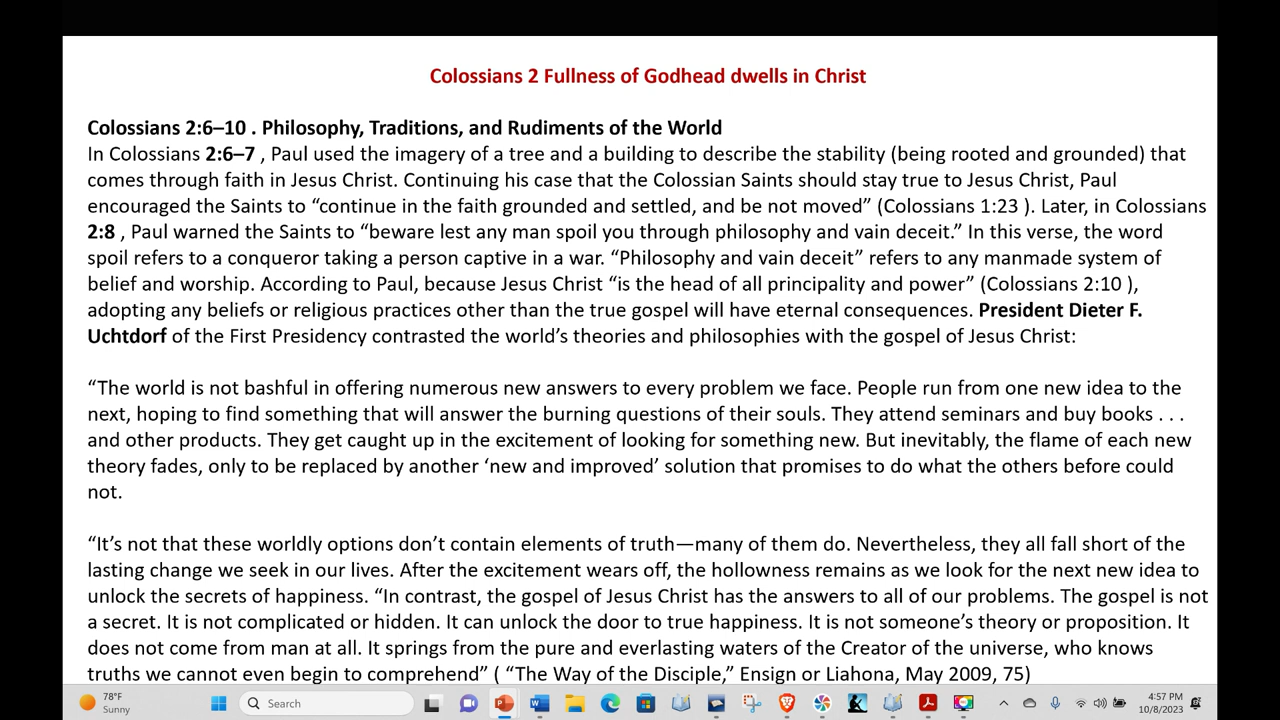 Colossians 2 Fullness of Godhead dwells in Christ
Colossians 2:6–10 . Philosophy, Traditions, and Rudiments of the World
In Colossians 2:6–7 , Paul used the imagery of a tree and a building to describe the stability (being rooted and grounded) that
comes through faith in Jesus Christ. Continuing his case that the Colossian Saints should stay true to Jesus Christ, Paul
encouraged the Saints to “continue in the faith grounded and settled, and be not moved” (Colossians 1:23 ). Later, in Colossians
2:8 , Paul warned the Saints to “beware lest any man spoil you through philosophy and vain deceit.” In this verse, the word
spoil refers to a conqueror taking a person captive in a war. “Philosophy and vain deceit” refers to any manmade system of
belief and worship. According to Paul, because Jesus Christ “is the head of all principality and power” (Colossians 2:10 ),
adopting any beliefs or religious practices other than the true gospel will have eternal consequences. President Dieter F.
Uchtdorf of the First Presidency contrasted the world’s theories and philosophies with the gospel of Jesus Christ:
“The world is not bashful in offering numerous new answers to every problem we face. People run from one new idea to the
next, hoping to find something that will answer the burning questions of their souls. They attend seminars and buy books . . .
and other products. They get caught up in the excitement of looking for something new. But inevitably, the flame of each new
theory fades, only to be replaced by another ‘new and improved’ solution that promises to do what the others before could
not.
“It’s not that these worldly options don’t contain elements of truth—many of them do. Nevertheless, they all fall short of the
lasting change we seek in our lives. After the excitement wears off, the hollowness remains as we look for the next new idea to
unlock the secrets of happiness. “In contrast, the gospel of Jesus Christ has the answers to all of our problems. The gospel is not
a secret. It is not complicated or hidden. It can unlock the door to true happiness. It is not someone’s theory or proposition. It
does not come from man at all. It springs from the pure and everlasting waters of the Creator of the universe, who knows
truths we cannot even begin to comprehend” ( “The Way of the Disciple,” Ensign or Liahona, May 2009, 75)
78°F
Sunny
Search
4:57 PM
10/8/2023